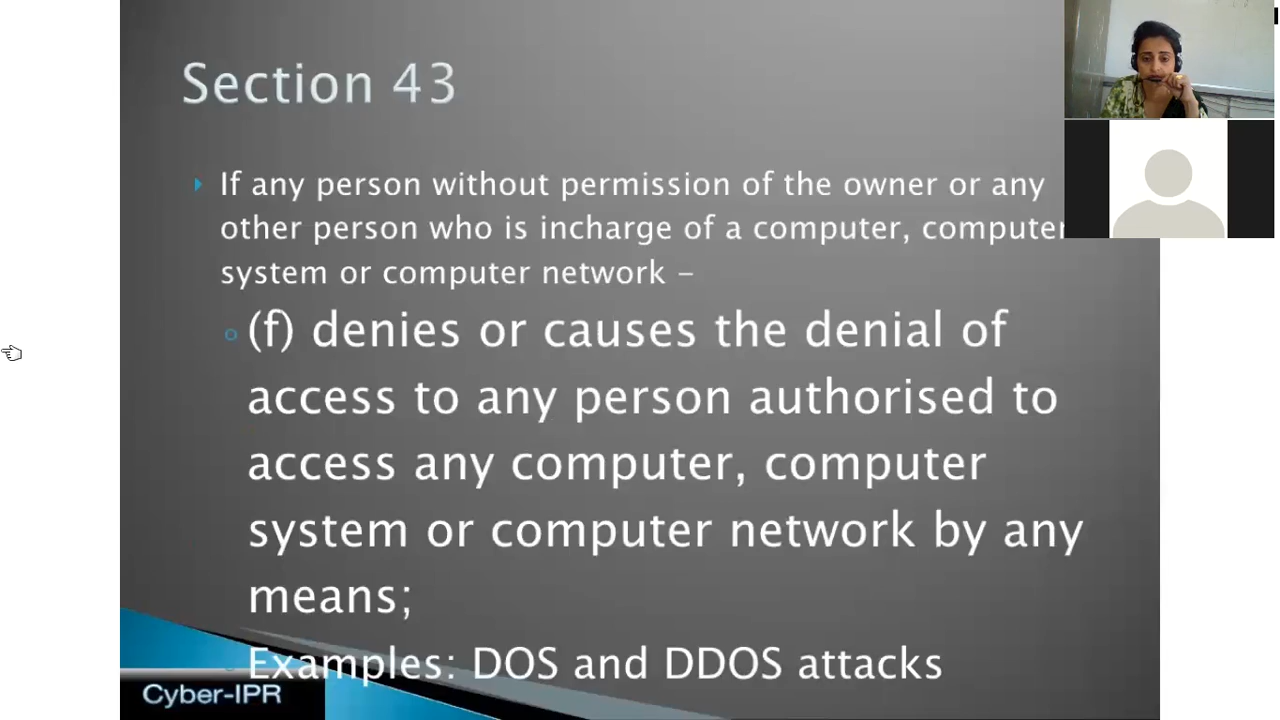 Section 43
If any person without permission of the owner or any
other person who is incharge of a computer, computer
system or computer network –
(f) denies or causes the denial of
access to any person authorised to
access any computer, computer
system or computer network by any
means;
Examples: DOS and DDOS attacks
Cyber-IPR